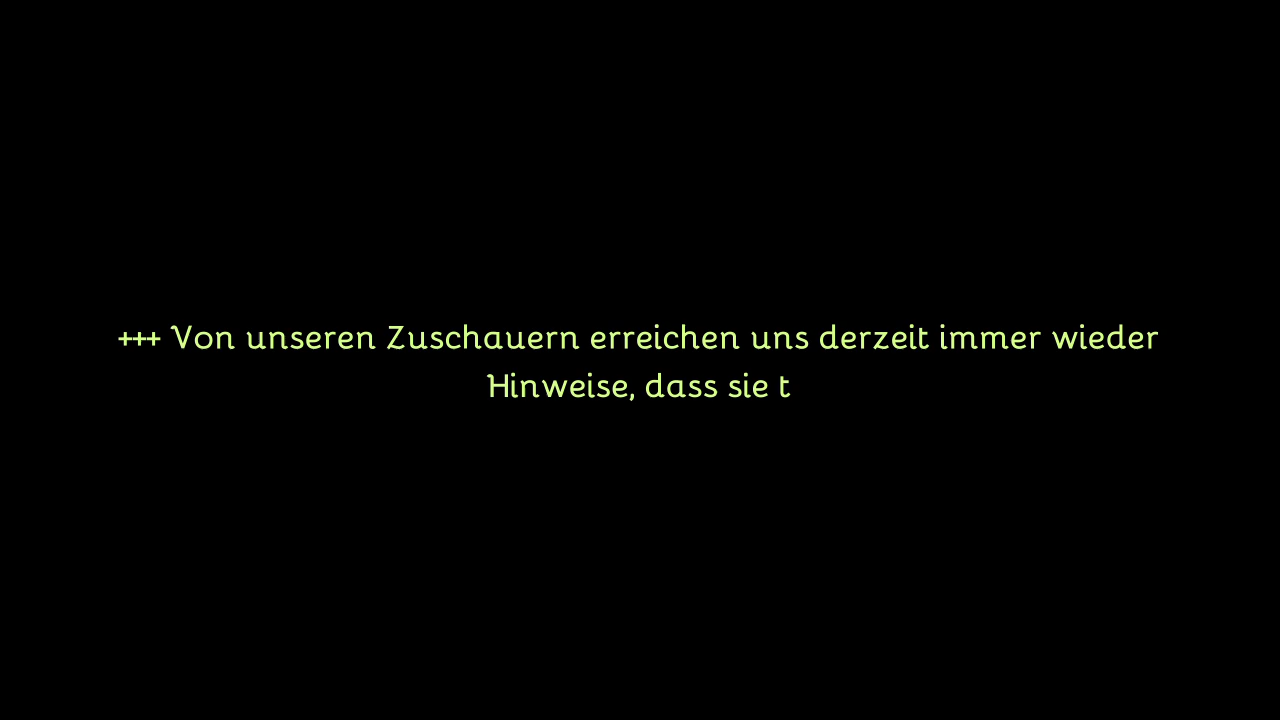 +++ Von unseren Zuschauern erreichen uns derzeit immer wieder
Hinweise, dass sie t